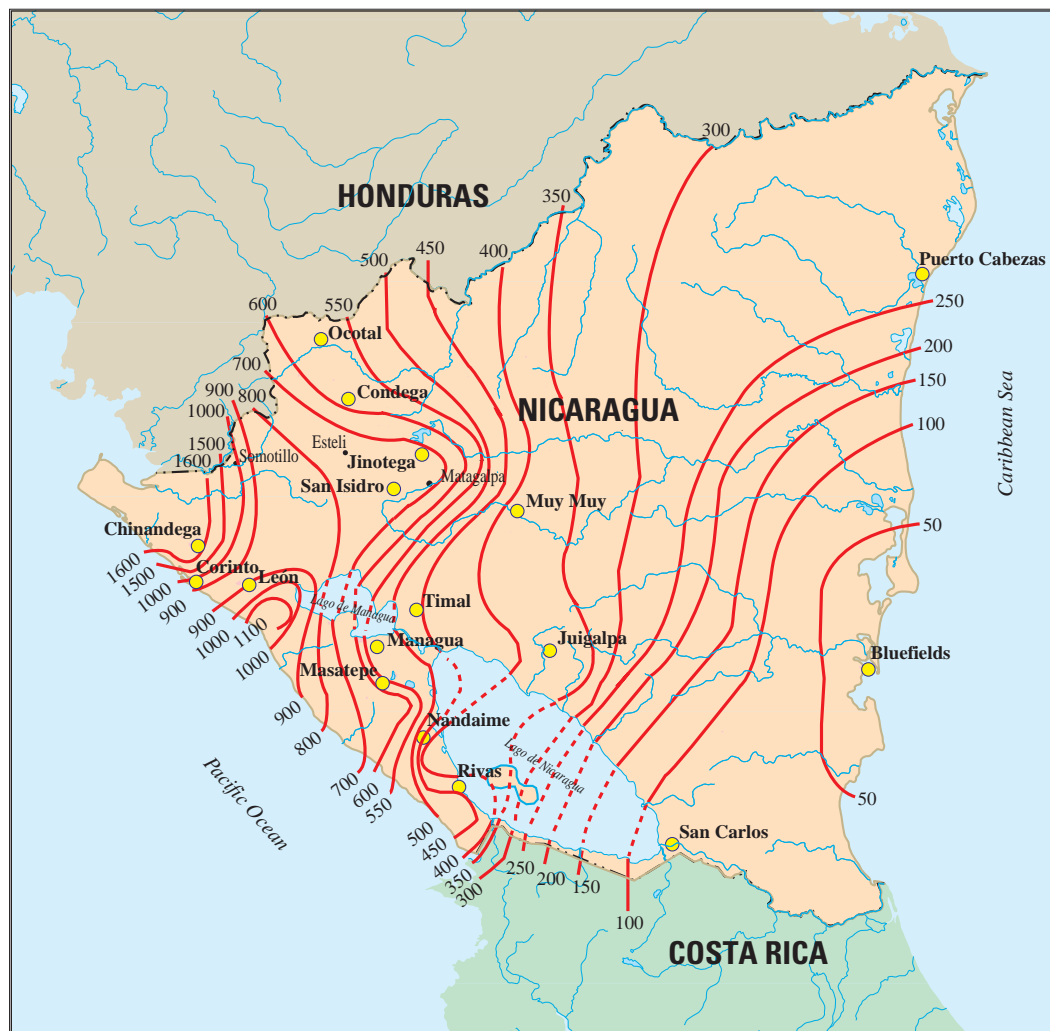 300
HONDURAS
350
450
400
500
Puerto Cabezas
600
550
250
Ocotal
200
700
150
900
800
Condega
1000
NICARAGUA
100
Caribbean Sea
1500
Esteli
1600
Somotillo
Jinotega
San Isidro
Matagalpa
Muy Muy
50
Chinandega
1600
Corinto
León
1500
1000
900
Lago de Managua
Timal
900
1000
1100
1000
Managua
Juigalpa
Bluefields
Masatepe
900
800
Nandaime
Lago de Nicaragua
Pacific Ocean
Rivas
700
600
550
50
500
450
San Carlos
400
350
300
250
200
150
100
COSTA RICA